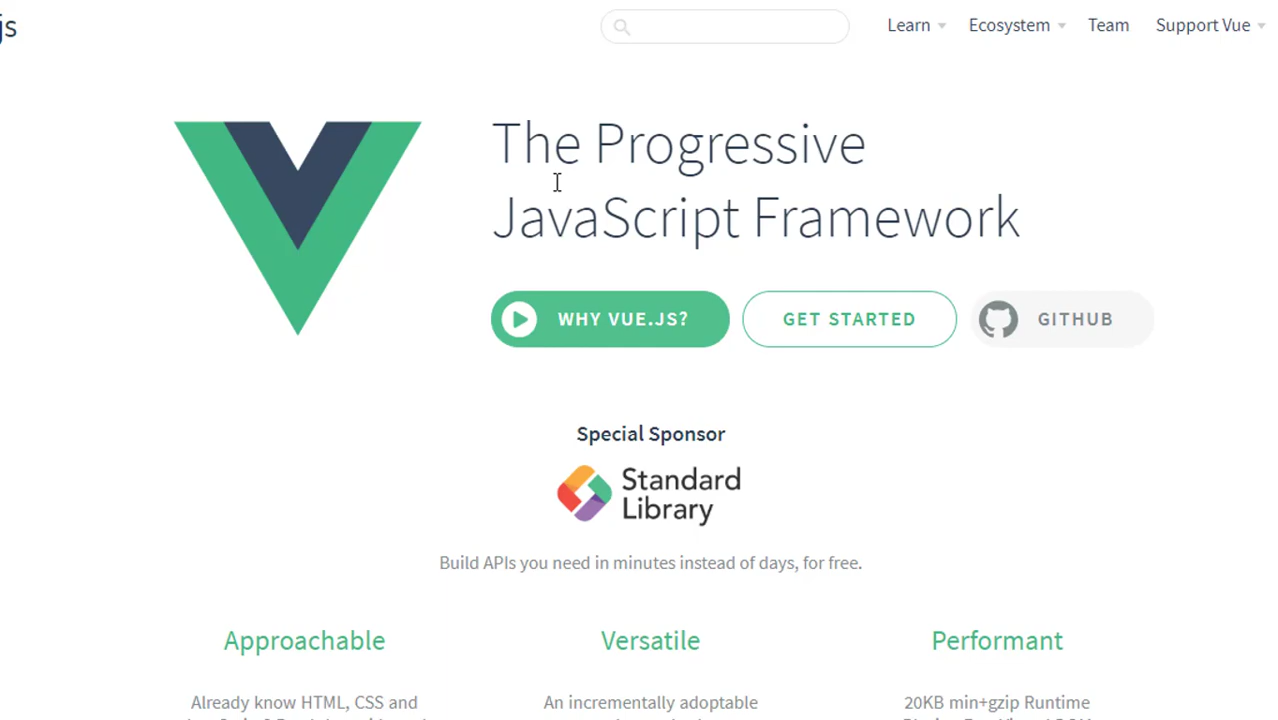 js
Learn Ecosystem Team Support Vue
The Progressive
JavaScript Framework
WHY VUE.JS? GET STARTED GITHUB
Special Sponsor
Standard
Library
Build APIs you need in minutes instead of days, for free.
Approachable Versatile Performant
Already know HTML, CSS and An incrementally adoptable 20KB min+gzip Runtime